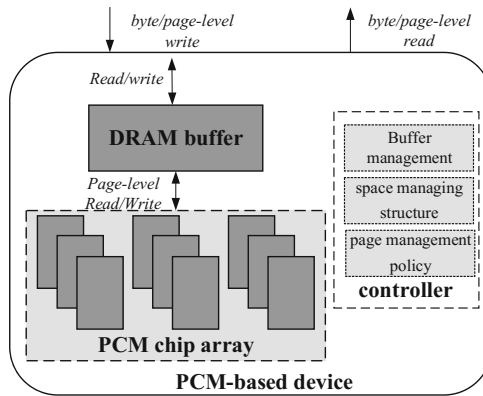 byte/page-level
write
byte/page-level
read
Read/write
DRAM buffer
Page-level
Read/Write
PCM chip array
Buffer
management
space managing
structure
page management
policy
controller
PCM-based device